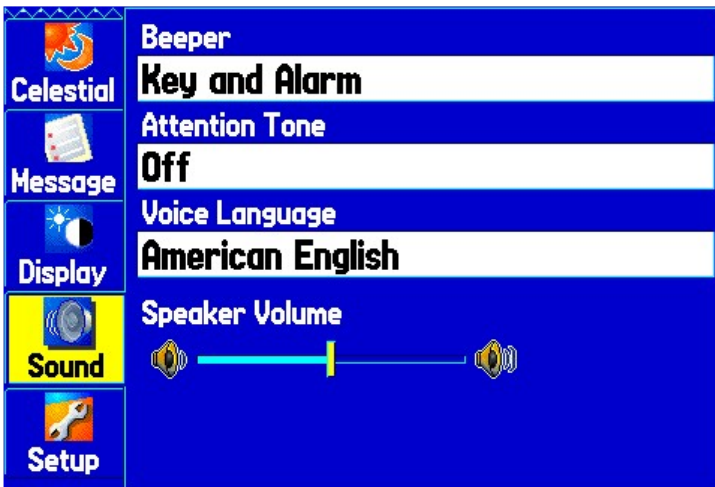 Celestial
Message
Display
Sound
Setup
Beeper
Key and Alarm
Attention Tone
Off
Voice Language
American English
Speaker Volume